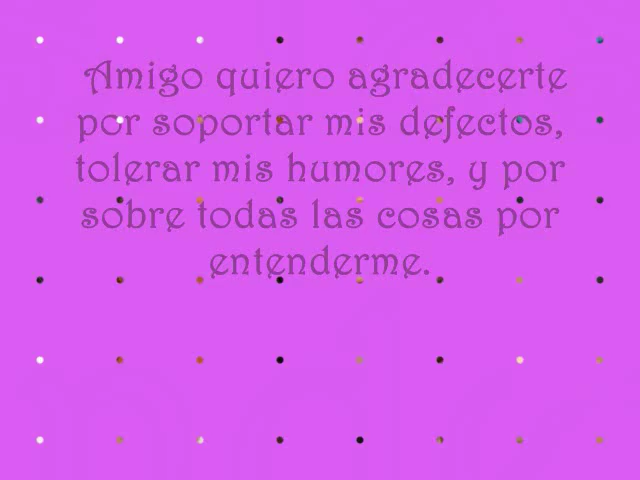 Amigo quiero agradecerte
por soportar mis defectos,
tolerar mis humores, y por
sobre todas las cosas por
entenderme.